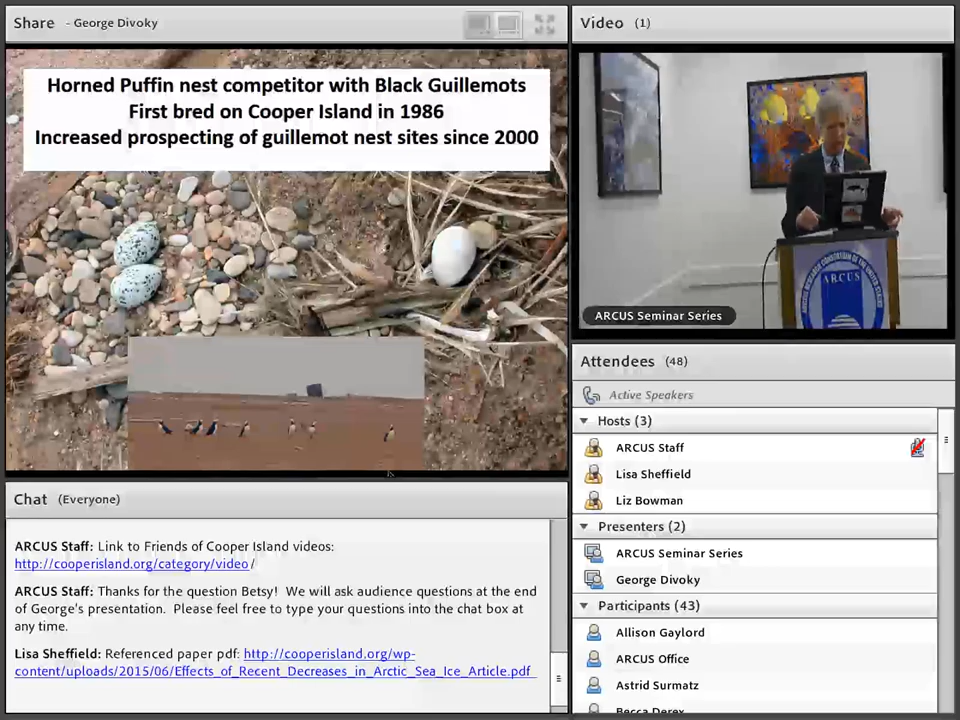 Share - George Divoky
Horned Puffin nest competitor with Black Guillemots
First bred on Cooper Island in 1986
Increased prospecting of guillemot nest sites since 2000
Chat (Everyone)
ARCUS Staff: Link to Friends of Cooper Island videos:
http://cooperisland.org/category/video/
ARCUS Staff: Thanks for the question Betsy! We will ask audience questions at the end
of George's presentation. Please feel free to type your questions into the chat box at
any time.
Lisa Sheffield: Referenced paper pdf: http://cooperisland.org/wp-
content/uploads/2015/06/Effects_of_Recent_Decreases_in_Arctic_Sea_Ice_Article.pdf
Video (1)
ARCUS
ARCUS Seminar Series
Attendees (48)
Active Speakers
Hosts (3)
ARCUS Staff
Lisa Sheffield
Liz Bowman
Presenters (2)
ARCUS Seminar Series
George Divoky
Participants (43)
Allison Gaylord
ARCUS Office
Astrid Surmatz
Becca Derex